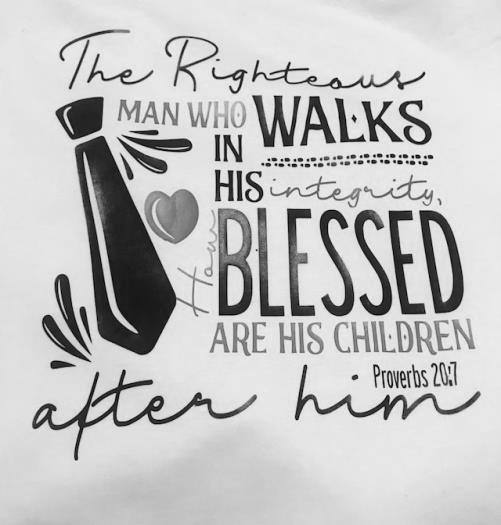 The Righteous
MAN WHO WALKS
IN
HIS integrity,
How BLESSED
ARE HIS CHILDREN
after him
Proverbs 20:7